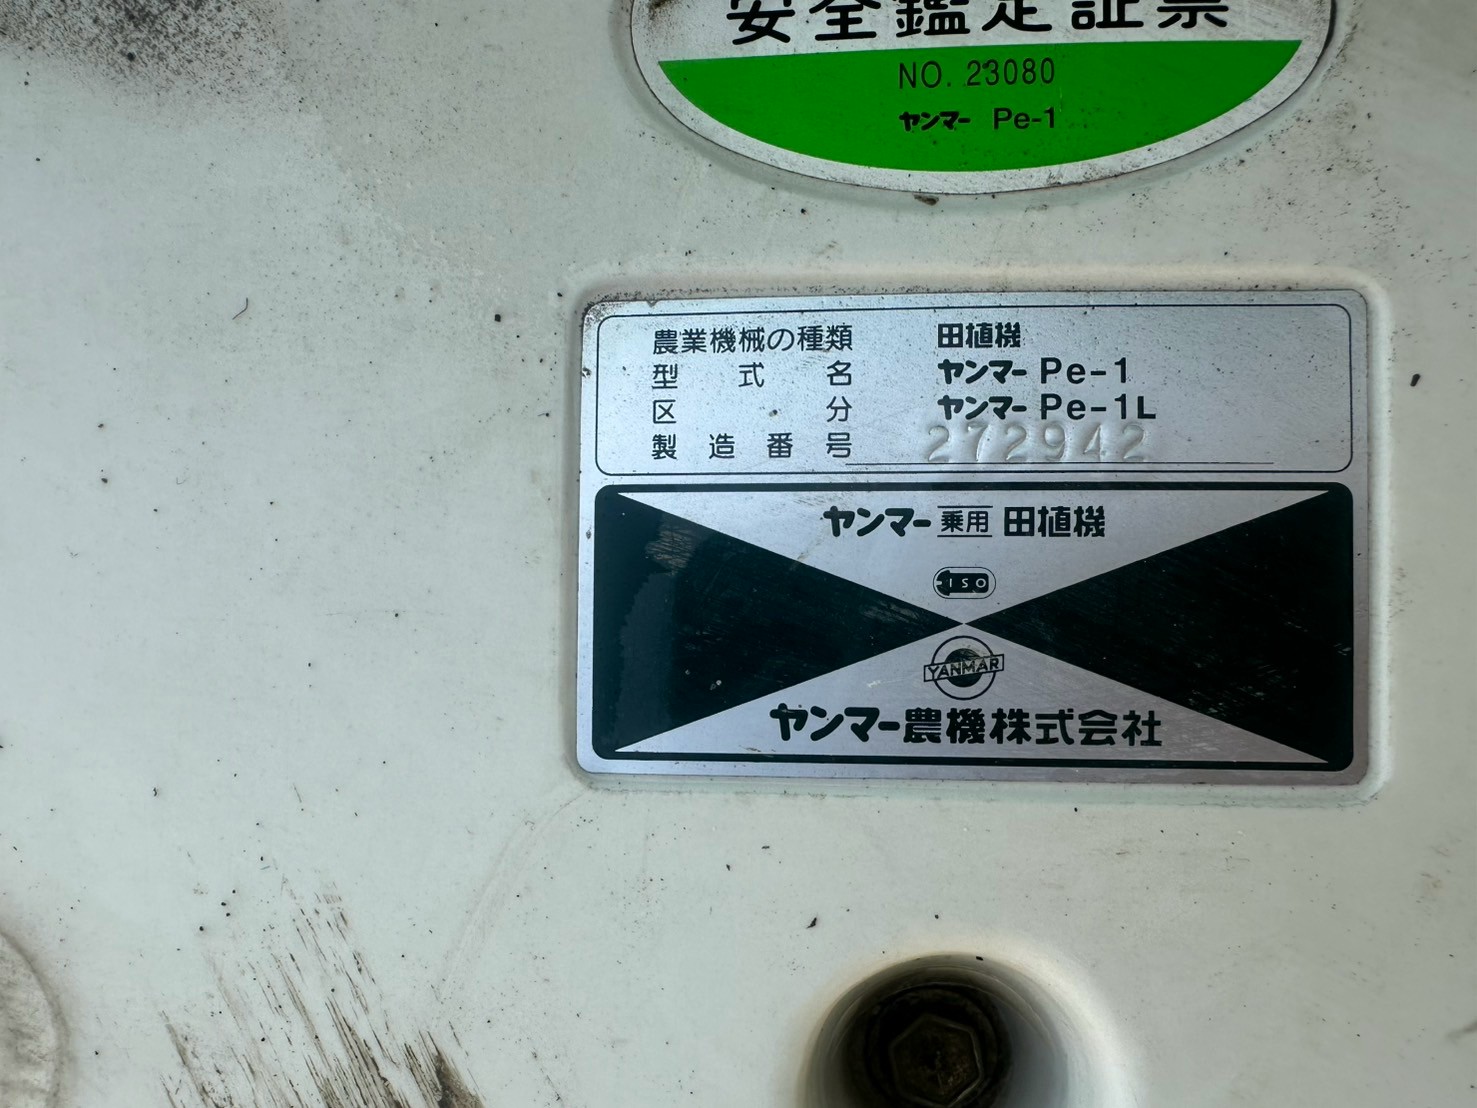 安全鑑定証票
NO. 23080
ヤンマー Pe-1
農業機械の種類 田植機
型式名 ヤンマー Pe-1
区分 ヤンマー Pe-1L
製造番号 272942
ヤンマー 乗用 田植機
ISO
YANMAR
ヤンマー農機株式会社